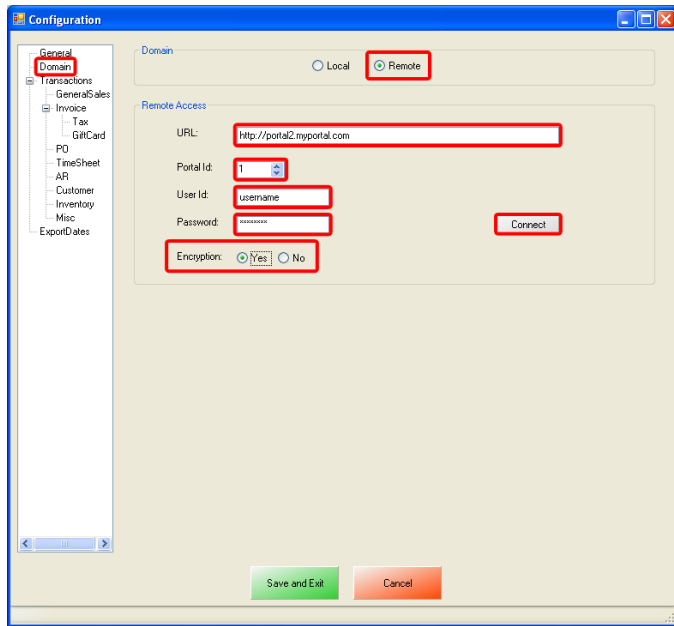 Configuration
General
Domain
Transactions
GeneralSales
Invoice
Tax
GiftCard
PO
TimeSheet
AR
Customer
Inventory
Misc
ExportDates
Domain
Local Remote
Remote Access
URL: http://portal2.myportal.com
Portal Id: 1
User Id: username
Password: ******** Connect
Encryption: Yes No
Save and Exit Cancel